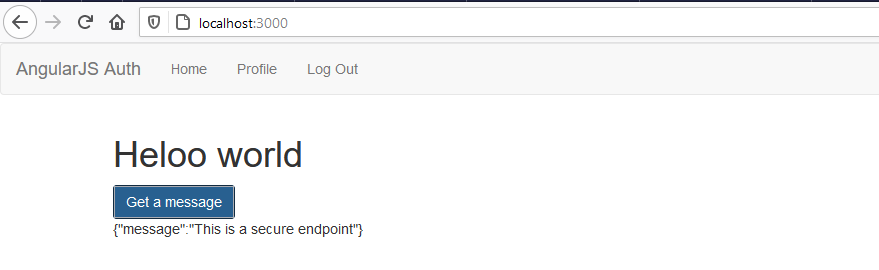 localhost:3000
AngularJS Auth Home Profile Log Out
Heloo world
Get a message
{"message":"This is a secure endpoint"}